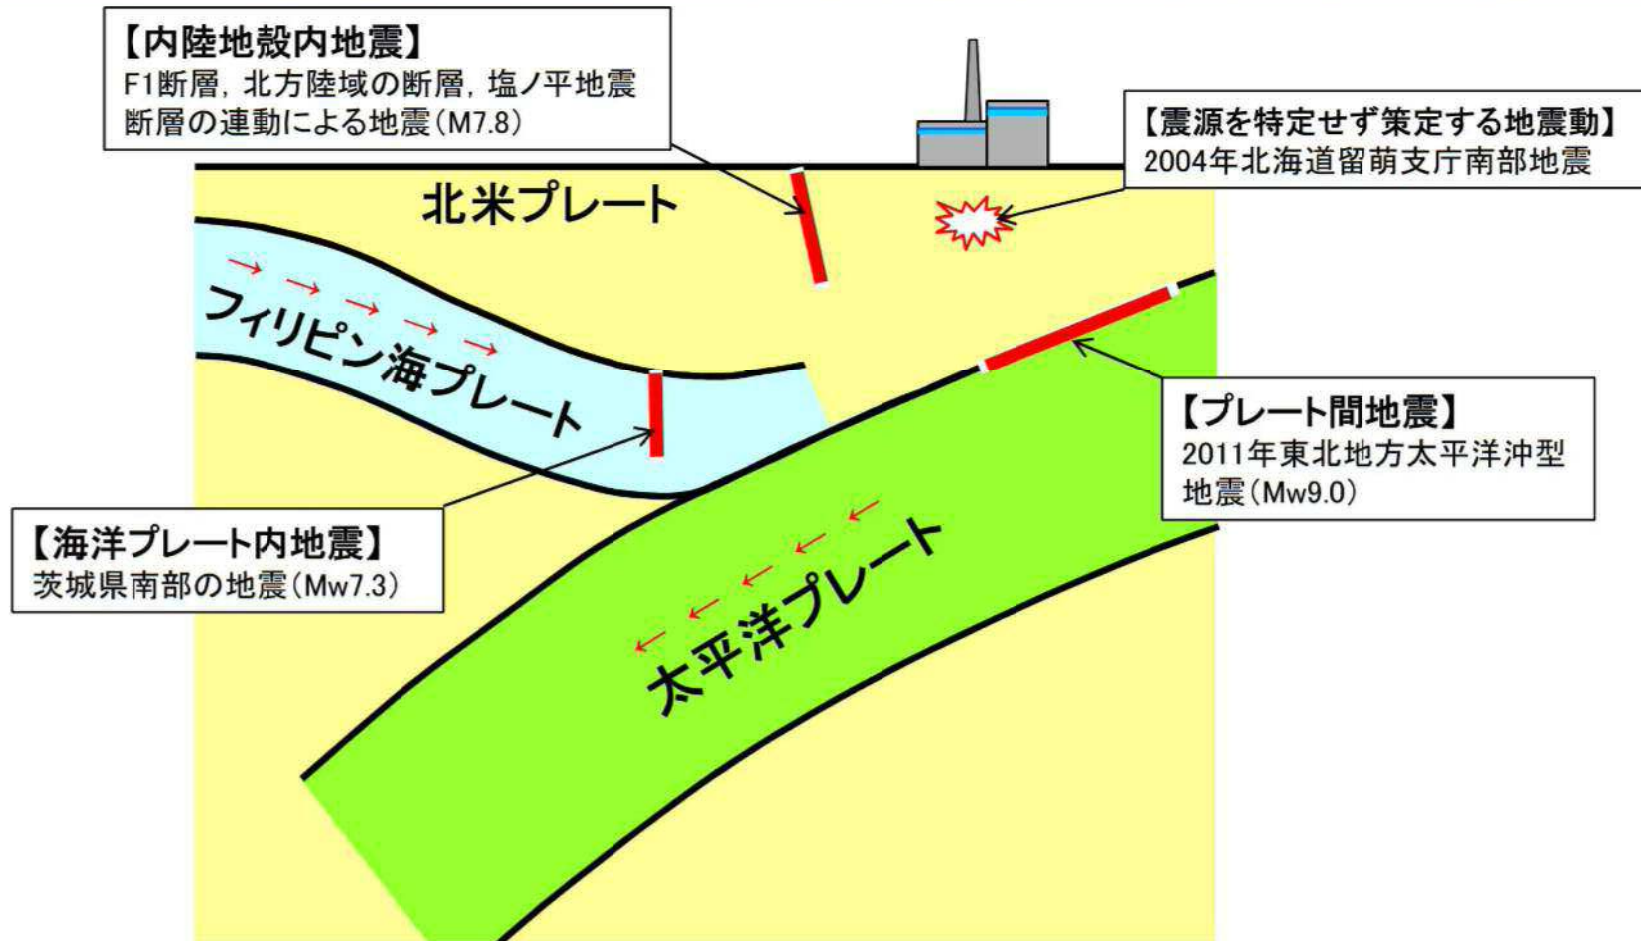 【内陸地殻内地震】
F1断層, 北方陸域の断層, 塩ノ平地震
断層の連動による地震(M7.8)
【震源を特定せず策定する地震動】
2004年北海道留萌支庁南部地震
北米プレート
フィリピン海プレート
【プレート間地震】
2011年東北地方太平洋沖型
地震(Mw9.0)
【海洋プレート内地震】
茨城県南部の地震(Mw7.3)
太平洋プレート